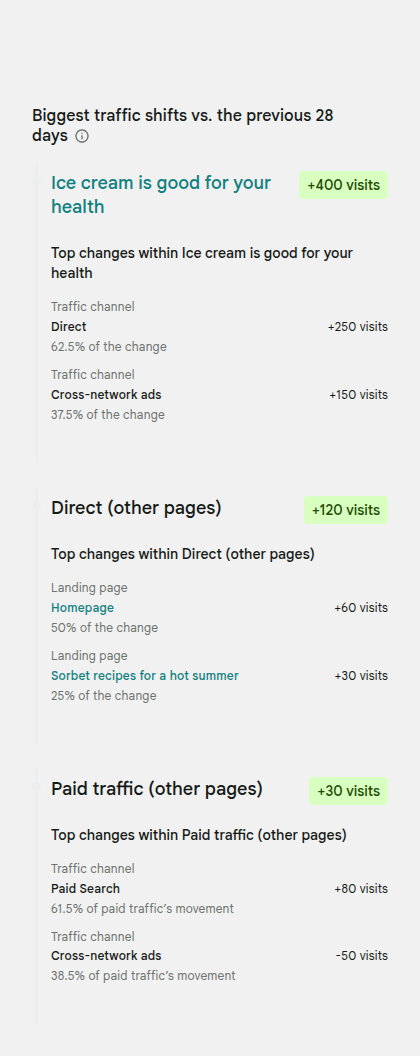 Biggest traffic shifts vs. the previous 28
days
Ice cream is good for your
health
+400 visits
Top changes within Ice cream is good for your
health
Traffic channel
Direct
+250 visits
62.5% of the change
Traffic channel
Cross-network ads
+150 visits
37.5% of the change
Direct (other pages)
+120 visits
Top changes within Direct (other pages)
Landing page
Homepage
+60 visits
50% of the change
Landing page
Sorbet recipes for a hot summer
+30 visits
25% of the change
Paid traffic (other pages)
+30 visits
Top changes within Paid traffic (other pages)
Traffic channel
Paid Search
+80 visits
61.5% of paid traffic’s movement
Traffic channel
Cross-network ads
-50 visits
38.5% of paid traffic’s movement